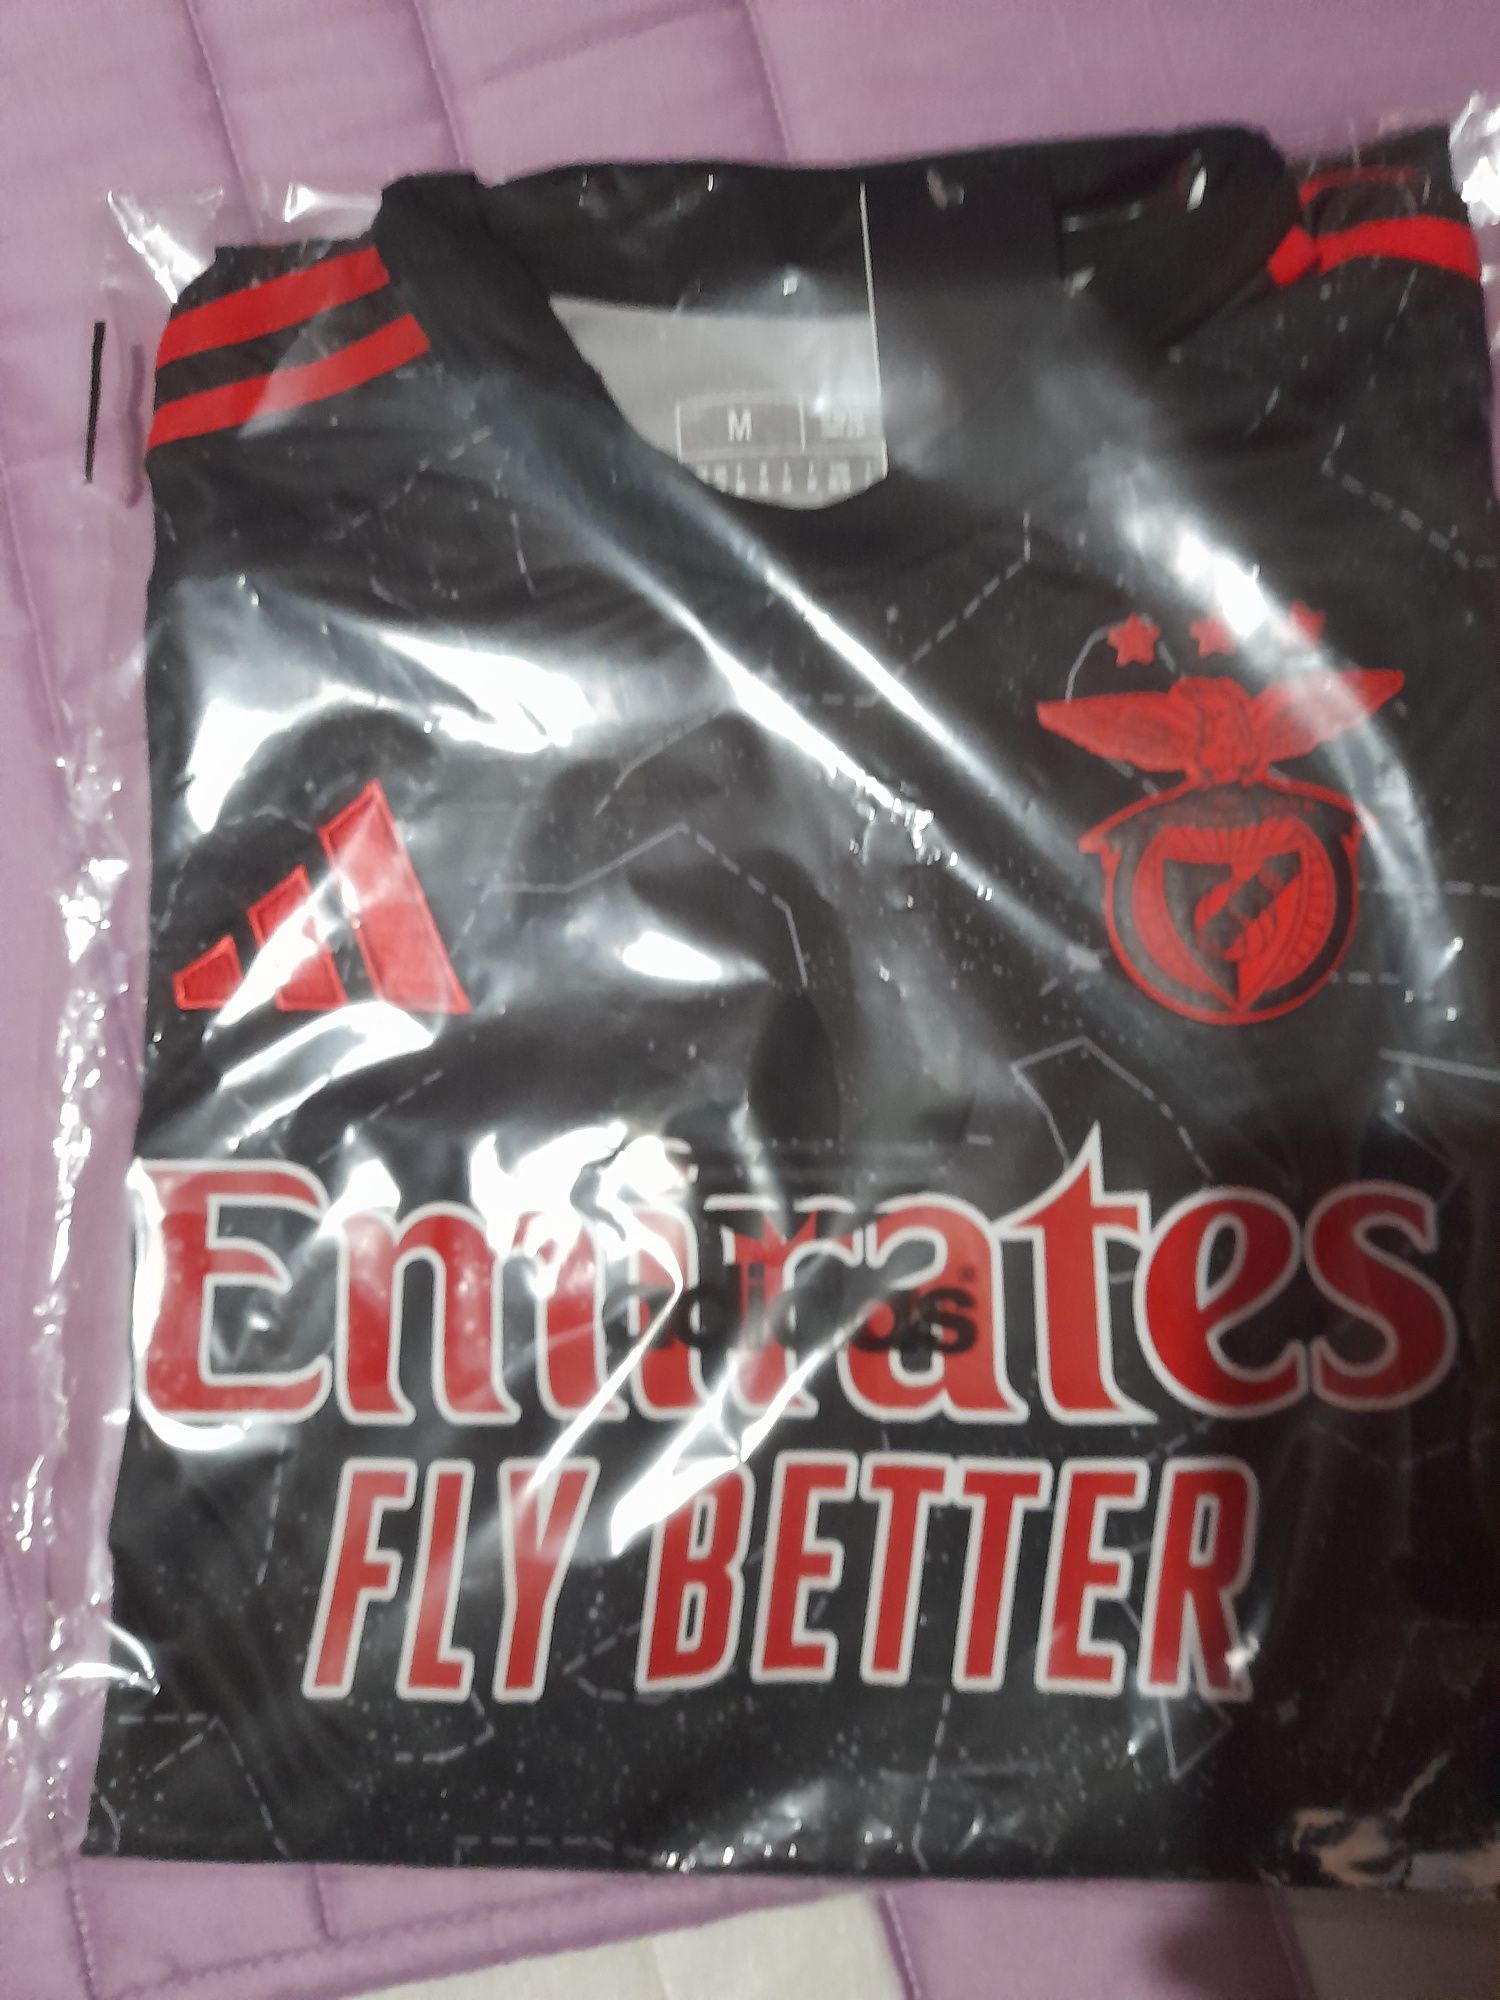 M
Emirates
adidas
FLY BETTER